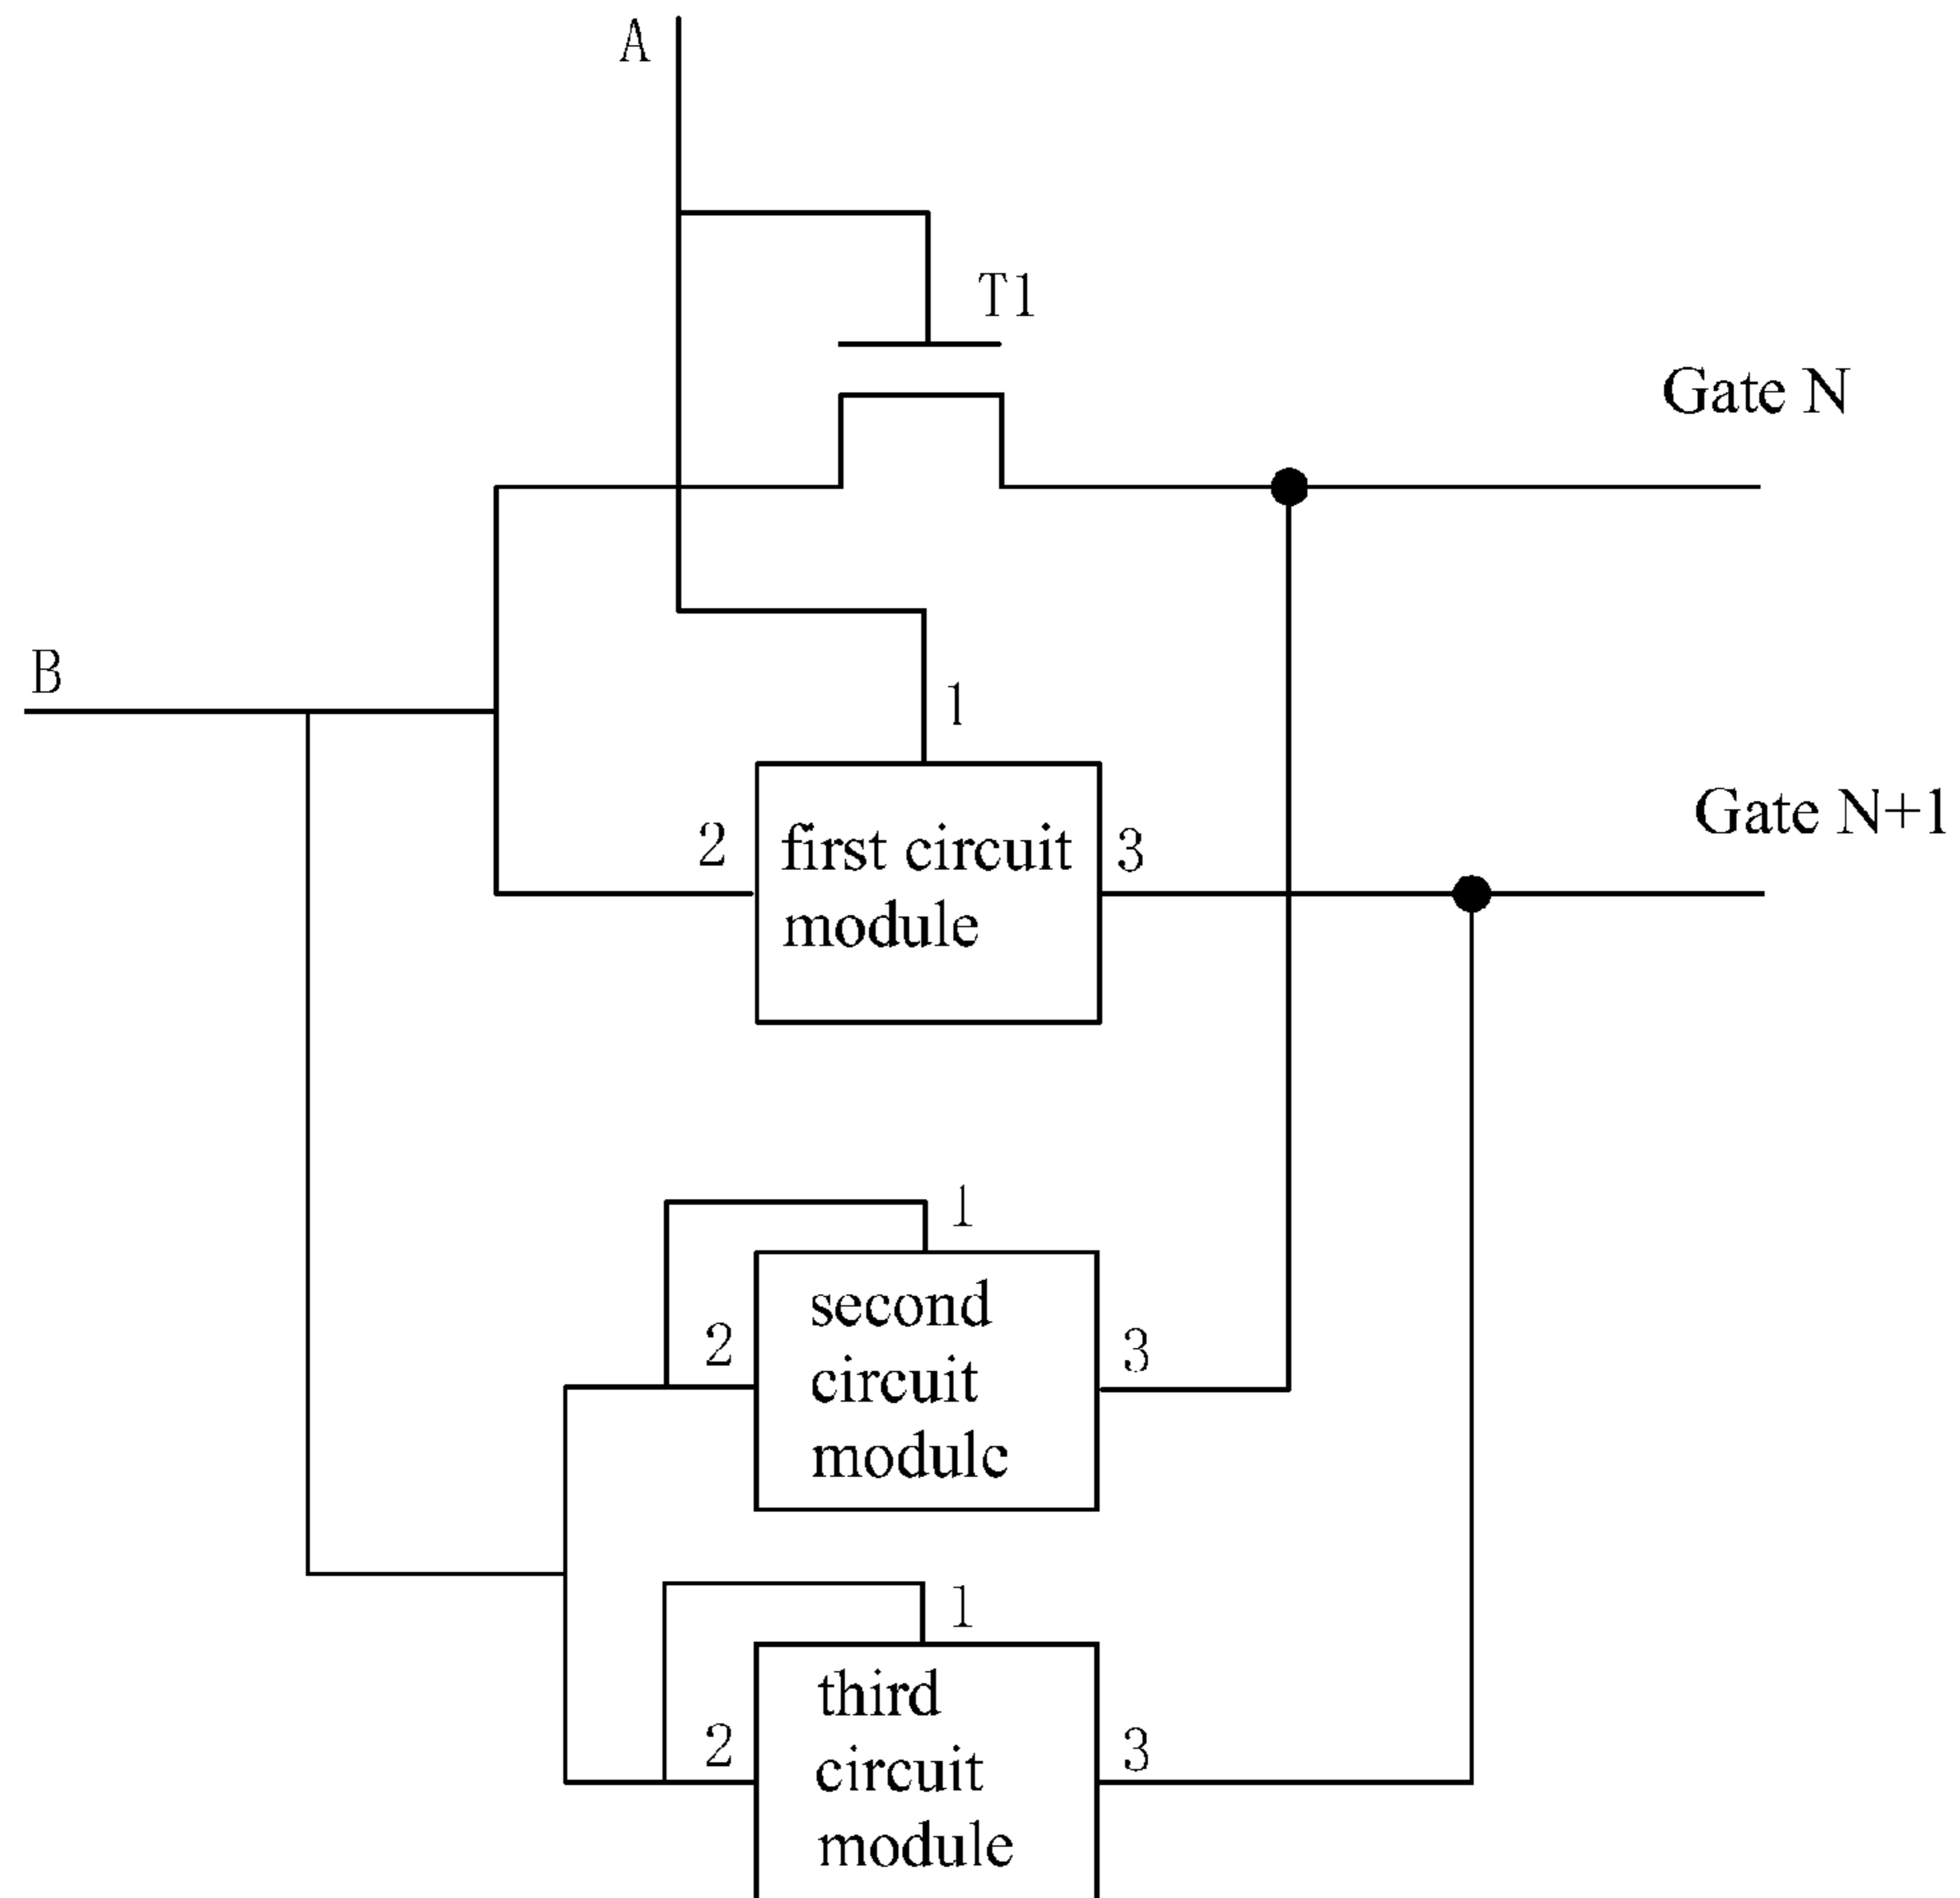 A
T1
Gate N
B
1
Gate N+1
2
first circuit
module
3
1
second
circuit
module
2
3
1
third
circuit
module
2
3